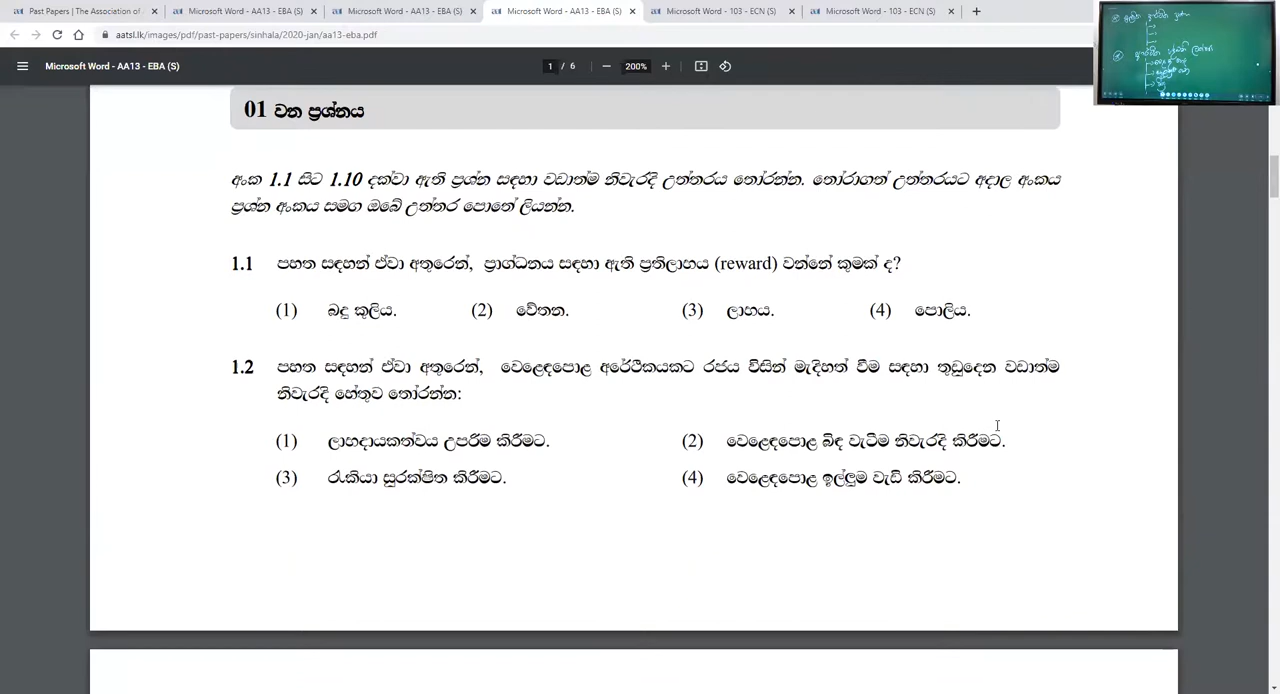 Past Papers | The Association of A
Microsoft Word - AA13 - EBA (S)
Microsoft Word - AA13 - EBA (S)
Microsoft Word - AA13 - EBA (S)
Microsoft Word - 103 - ECN (S)
Microsoft Word - 103 - ECN (S)
aatsl.lk/images/pdf/past-papers/sinhala/2020-jan/aa13-eba.pdf
Microsoft Word - AA13 - EBA (S)
1 / 6
200%
01 වන ප්‍රශ්නය
අංක 1.1 සිට 1.10 දක්වා ඇති ප්‍රශ්න සඳහා වඩාත්ම නිවැරදි උත්තරය තෝරන්න. තෝරාගත් උත්තරයට අදාල අංකය
ප්‍රශ්න අංකය සමග ඔබේ උත්තර පොතේ ලියන්න.
1.1 පහත සඳහන් ඒවා අතුරෙන්, ප්‍රාග්ධනය සඳහා ඇති ප්‍රතිලාභය (reward) වන්නේ කුමක් ද?
(1) බදු කුලිය. (2) වේතන. (3) ලාභය. (4) පොලිය.
1.2 පහත සඳහන් ඒවා අතුරෙන්, වෙළෙඳපොළ අර්ථිකයකට රජය විසින් මැදිහත් වීම සඳහා තුඩුදෙන වඩාත්ම
නිවැරදි හේතුව තෝරන්න:
(1) ලාභදායකත්වය උපරිම කිරීමට. (2) වෙළෙඳපොළ බිඳ වැටීම නිවැරදි කිරීමට.
(3) රැකියා සුරක්ෂිත කිරීමට. (4) වෙළෙඳපොළ ඉල්ලුම වැඩි කිරීමට.